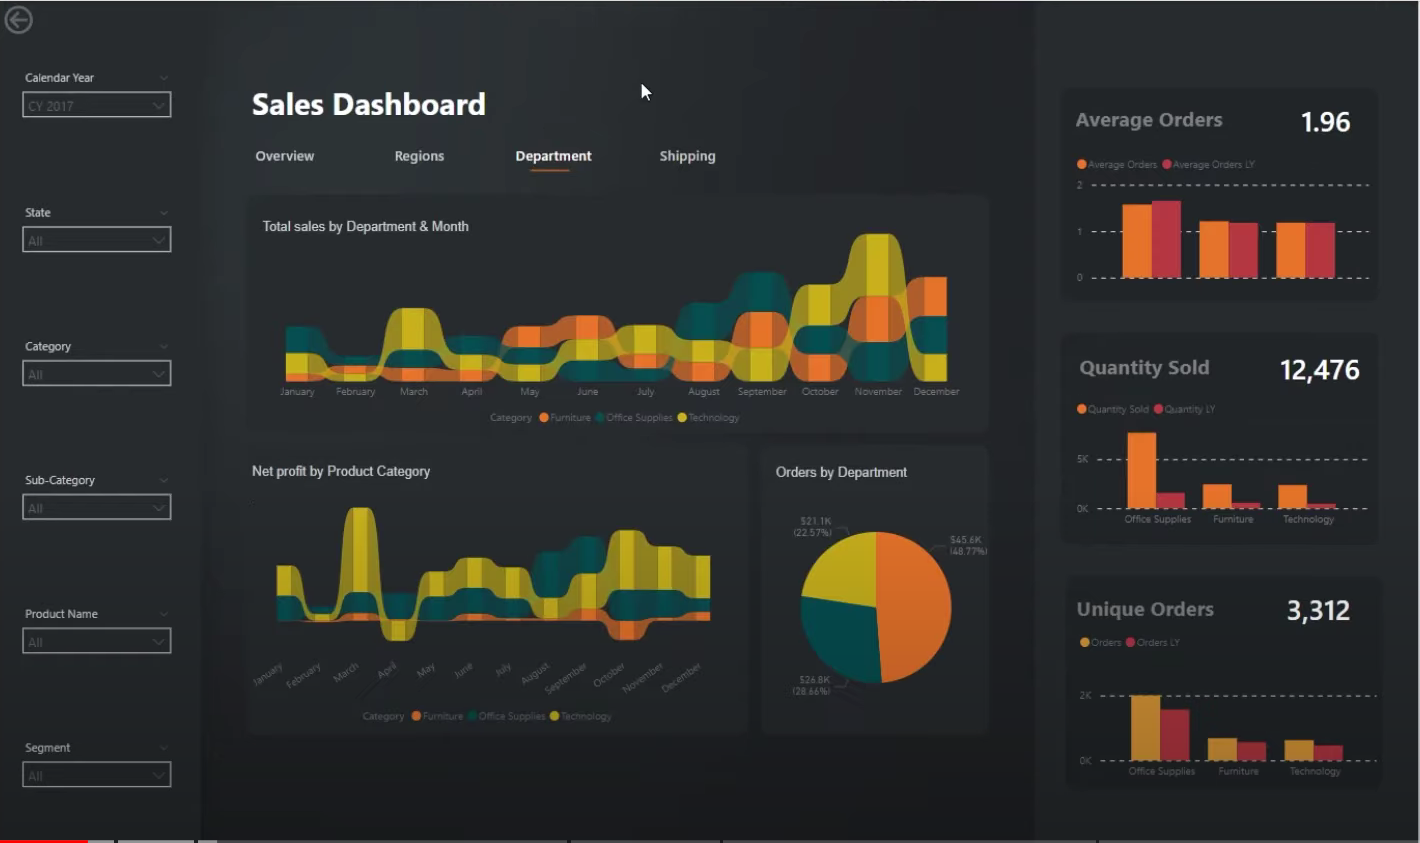 Calendar Year
CY 2017
State
All
Category
All
Sub-Category
All
Product Name
All
Segment
All
Sales Dashboard
Overview Regions Department Shipping
Total sales by Department & Month
January February March April May June July August September October November December
Category Furniture Office Supplies Technology
Net profit by Product Category
January February March April May June July August September October November December
Category Furniture Office Supplies Technology
Orders by Department
$21.1K
(22.57%)
$45.6K
(48.77%)
$26.8K
(28.66%)
Average Orders 1.96
Average Orders Average Orders LY
2
1
0
Quantity Sold 12,476
Quantity Sold Quantity LY
5K
0K
Office Supplies Furniture Technology
Unique Orders 3,312
Orders Orders LY
2K
0K
Office Supplies Furniture Technology